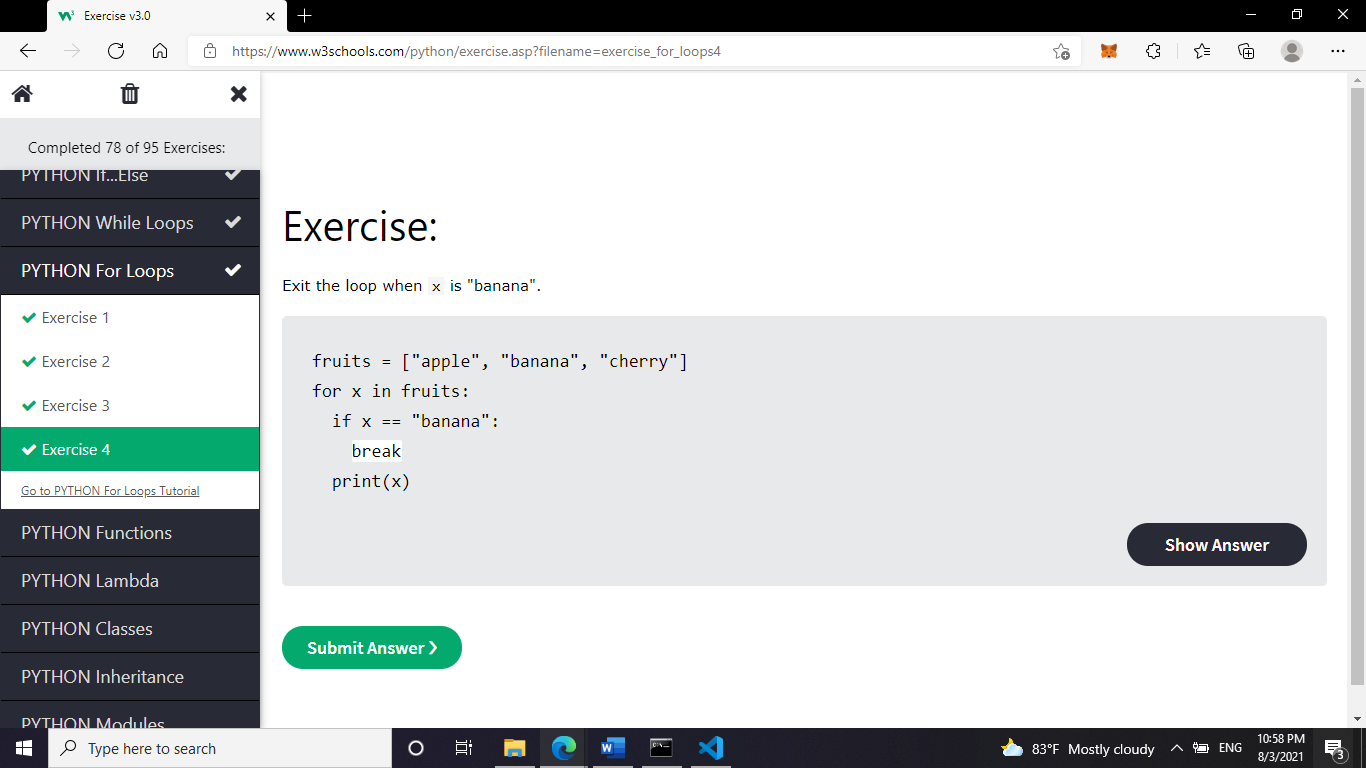 Exercise v3.0
https://www.w3schools.com/python/exercise.asp?filename=exercise_for_loops4
Completed 78 of 95 Exercises:
PYTHON If...Else
PYTHON While Loops
PYTHON For Loops
Exercise 1
Exercise 2
Exercise 3
Exercise 4
Go to PYTHON For Loops Tutorial
PYTHON Functions
PYTHON Lambda
PYTHON Classes
PYTHON Inheritance
PYTHON Modules
Exercise:
Exit the loop when x is "banana".
fruits = ["apple", "banana", "cherry"]
for x in fruits:
  if x == "banana":
    break
  print(x)
Show Answer
Submit Answer ❯
Type here to search
83°F Mostly cloudy
ENG
10:58 PM
8/3/2021
3